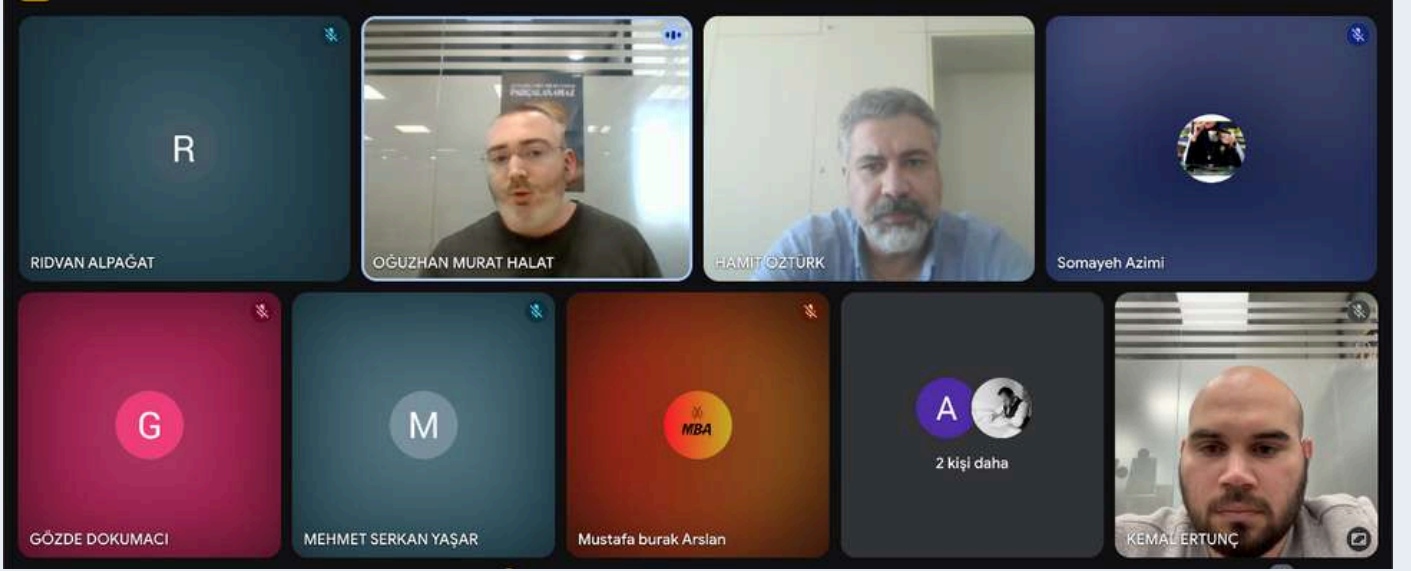 R
RIDVAN ALPAĞAT
OĞUZHAN MURAT HALAT
HAMİT ÖZTÜRK
Somayeh Azimi
G
GÖZDE DOKUMACI
M
MEHMET SERKAN YAŞAR
MBA
Mustafa burak Arslan
A
2 kişi daha
KEMAL ERTUNÇ